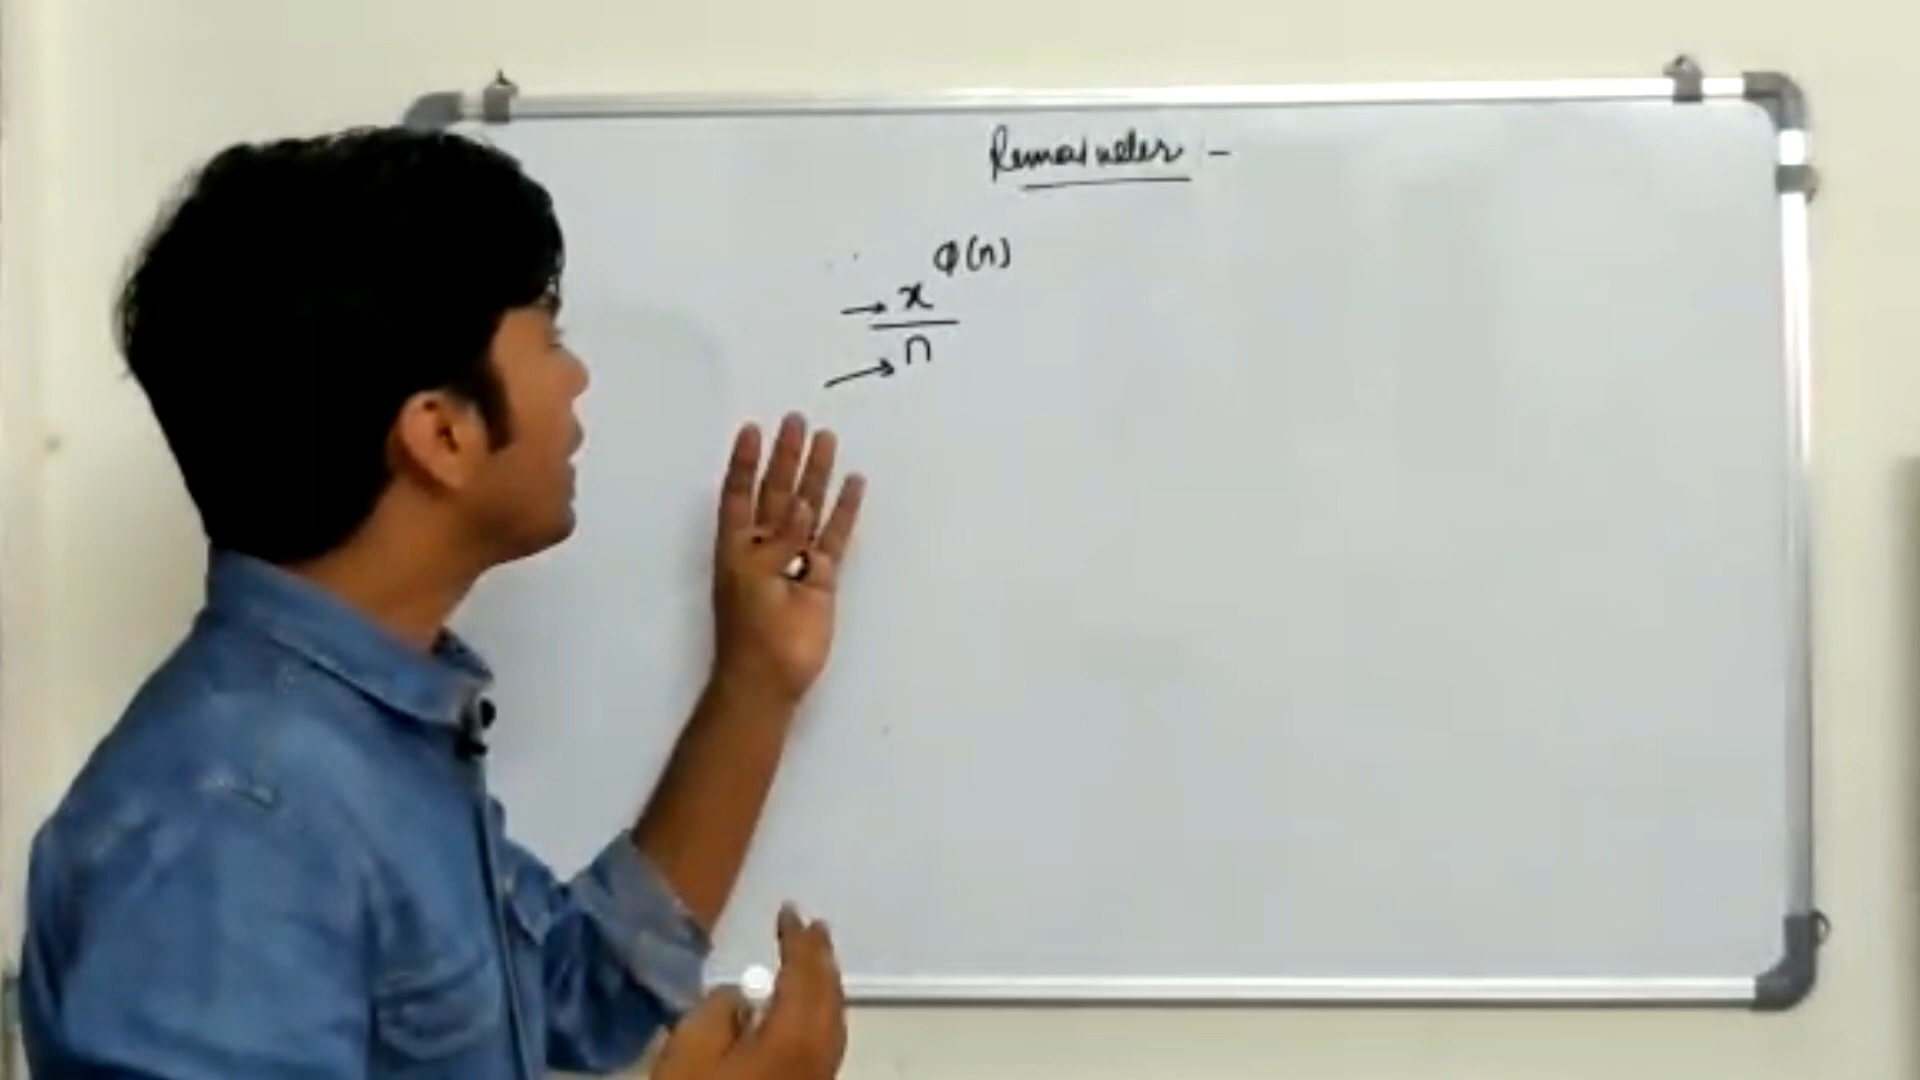 Remainder -
φ(n)
→ x
→ n